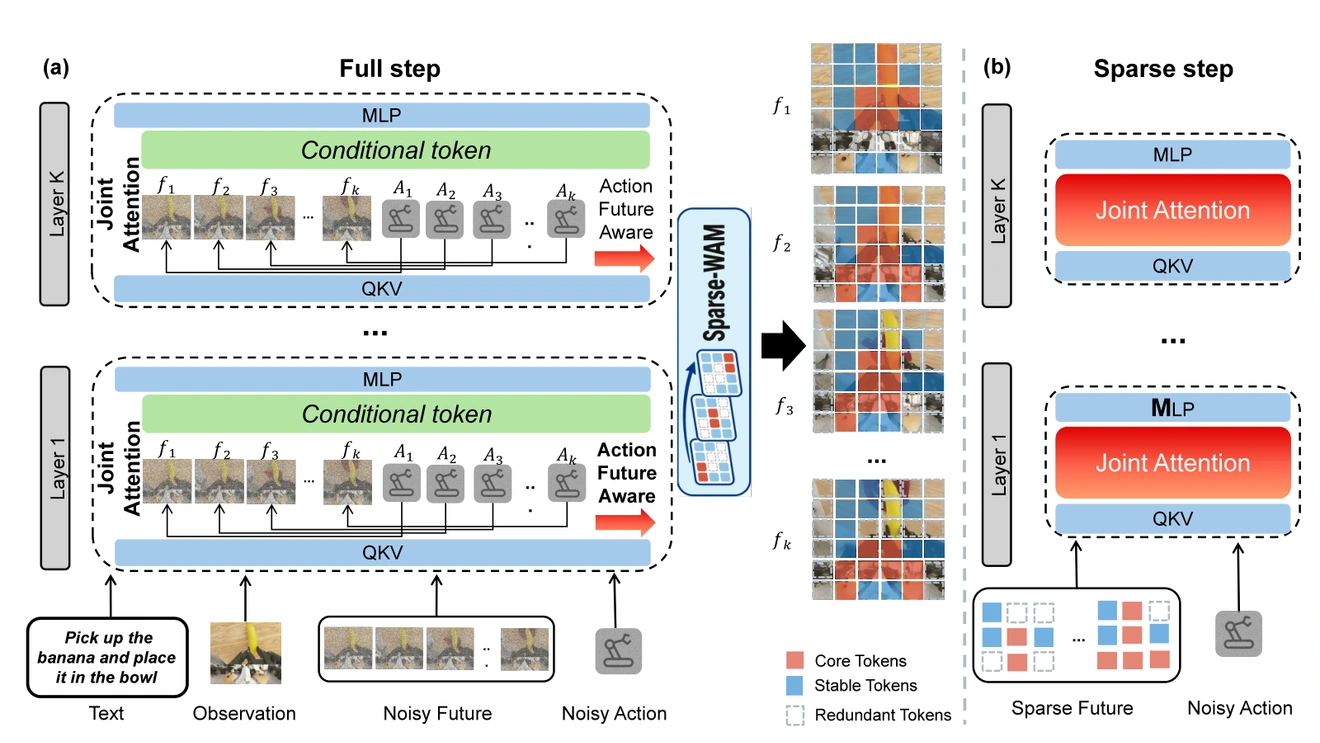 (a)
Full step
Layer K
MLP
Conditional token
Joint
Attention
f1 f2 f3 ... fk A1 A2 A3 .. . Ak
Action
Future
Aware
QKV
...
Layer 1
MLP
Conditional token
Joint
Attention
f1 f2 f3 ... fk A1 A2 A3 .. . Ak
Action
Future
Aware
QKV
Pick up the
banana and place
it in the bowl
.. .
Text
Observation
Noisy Future
Noisy Action
Sparse-WAM
f1
f2
f3
...
fk
Core Tokens
Stable Tokens
Redundant Tokens
(b)
Sparse step
Layer K
MLP
Joint Attention
QKV
...
Layer 1
MLP
Joint Attention
QKV
...
Sparse Future
Noisy Action